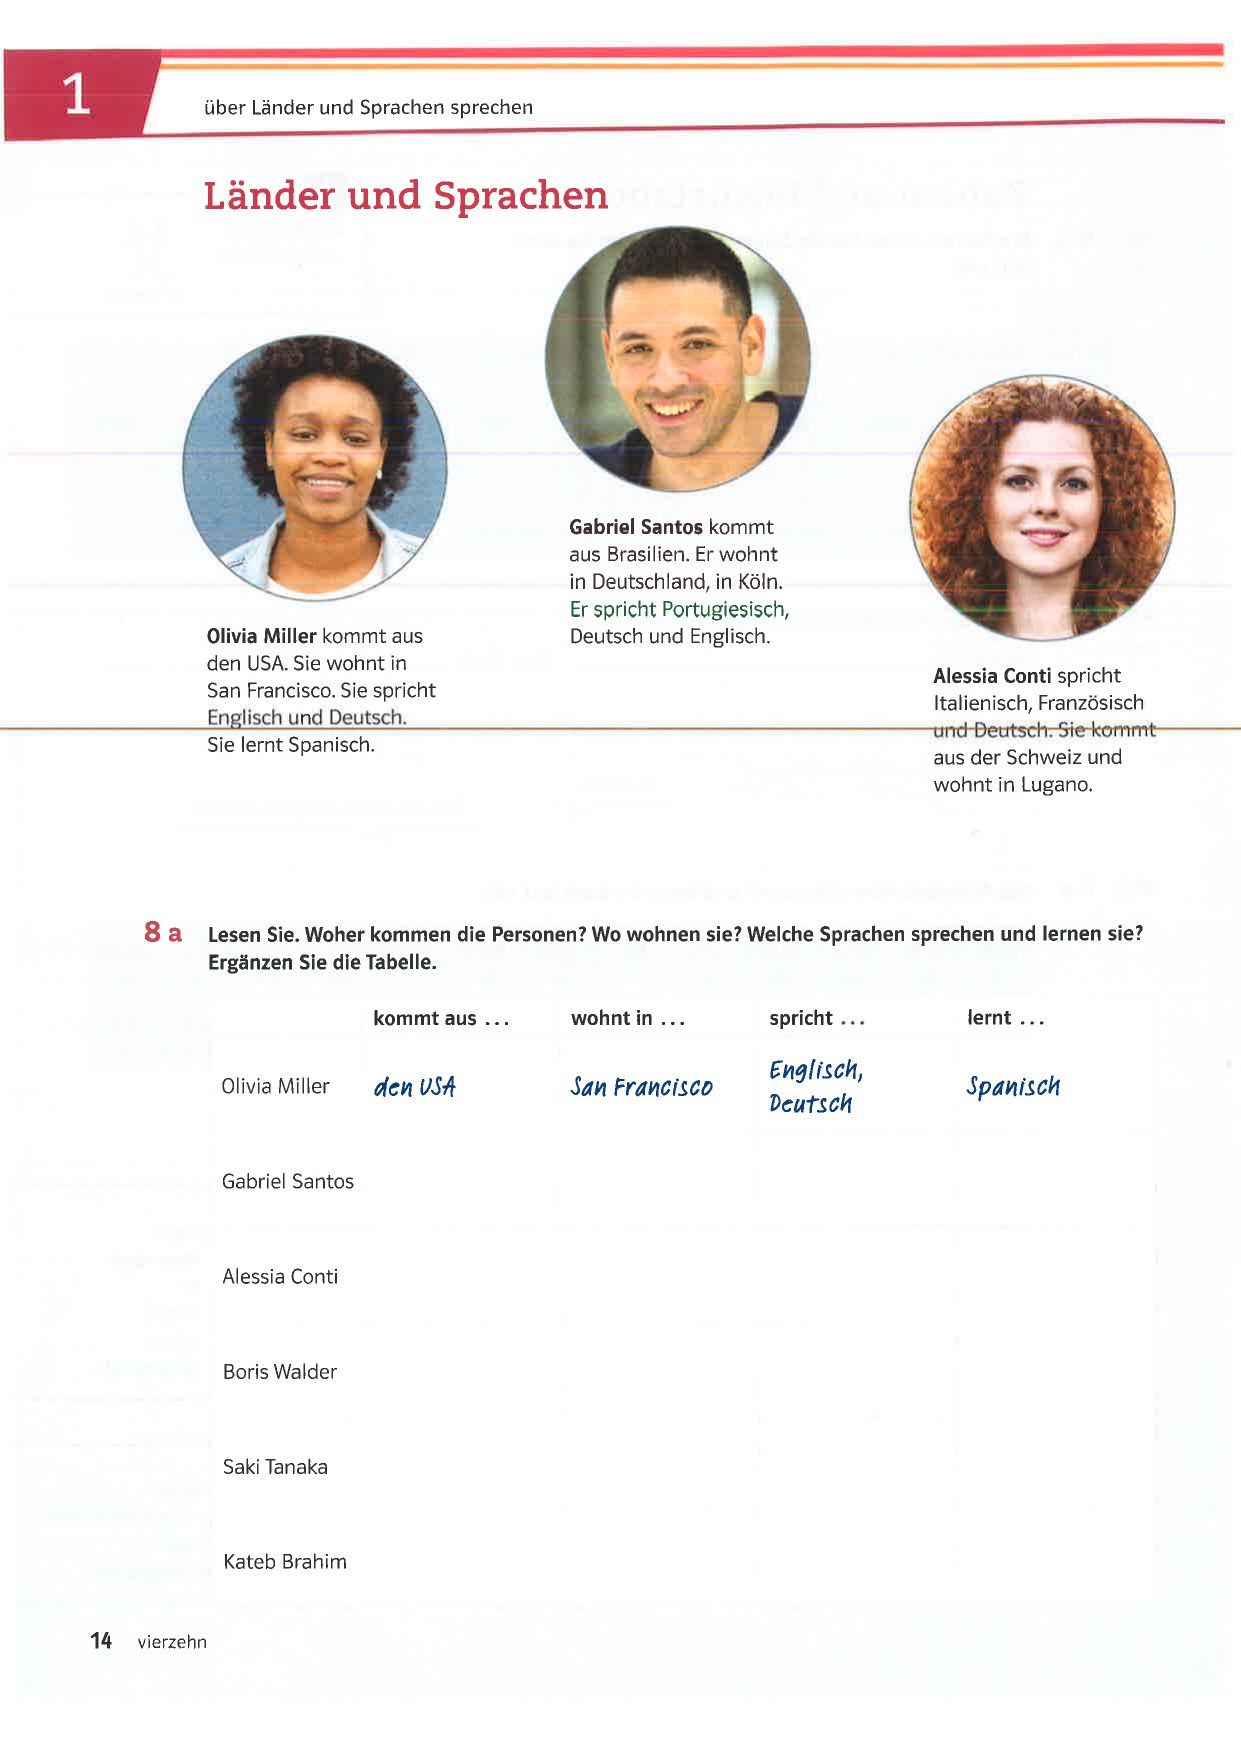 1
über Länder und Sprachen sprechen
Länder und Sprachen
Olivia Miller kommt aus
den USA. Sie wohnt in
San Francisco. Sie spricht
Englisch und Deutsch.
Sie lernt Spanisch.
Gabriel Santos kommt
aus Brasilien. Er wohnt
in Deutschland, in Köln.
Er spricht Portugiesisch,
Deutsch und Englisch.
Alessia Conti spricht
Italienisch, Französisch
und Deutsch. Sie kommt
aus der Schweiz und
wohnt in Lugano.
8 a Lesen Sie. Woher kommen die Personen? Wo wohnen sie? Welche Sprachen sprechen und lernen sie?
Ergänzen Sie die Tabelle.
kommt aus ... wohnt in ... spricht ... lernt ...
Olivia Miller den USA San Francisco Englisch, Deutsch Spanisch
Gabriel Santos
Alessia Conti
Boris Walder
Saki Tanaka
Kateb Brahim
14 vierzehn